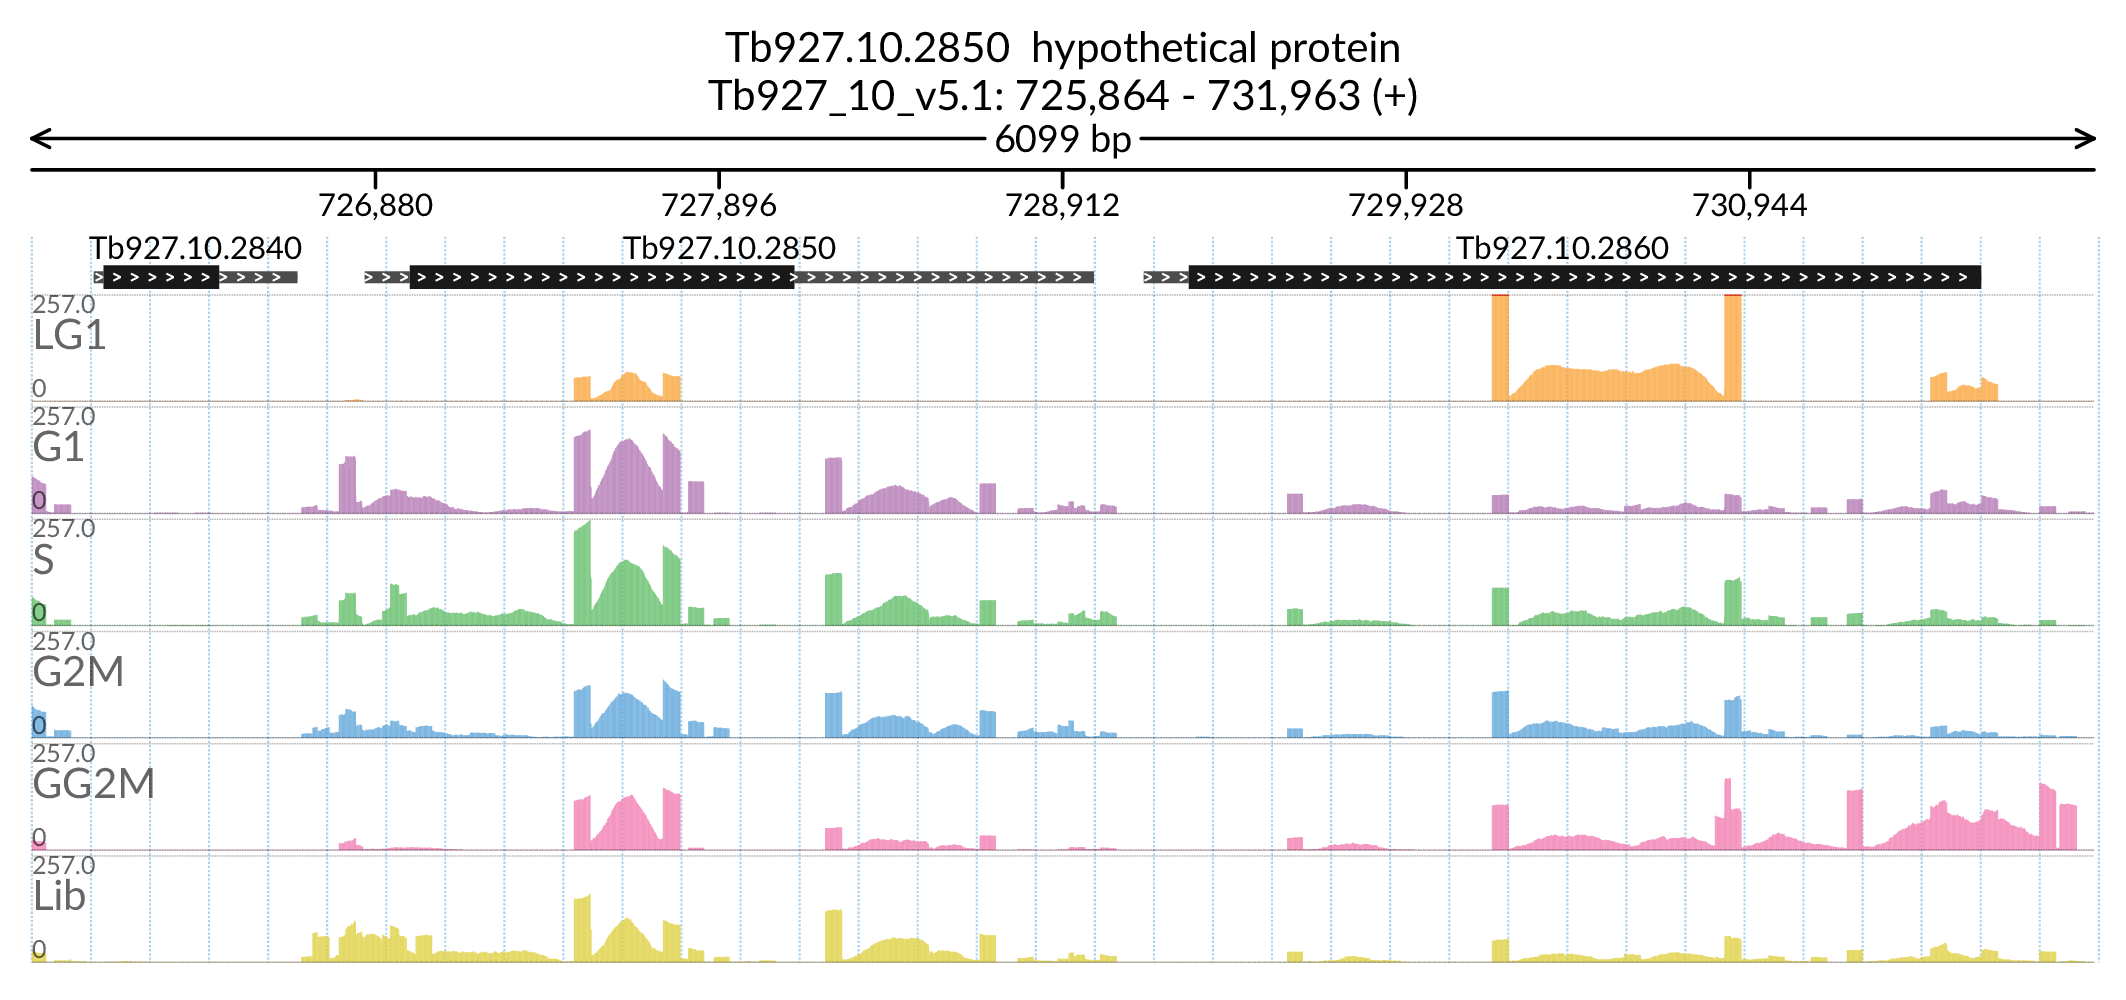 Tb927.10.2850 hypothetical protein
Tb927_10_v5.1: 725,864 - 731,963 (+)
6099 bp
726,880 727,896 728,912 729,928 730,944
Tb927.10.2840 Tb927.10.2850 Tb927.10.2860
257.0
LG1
0
257.0
G1
0
257.0
S
0
257.0
G2M
0
257.0
GG2M
0
257.0
Lib
0